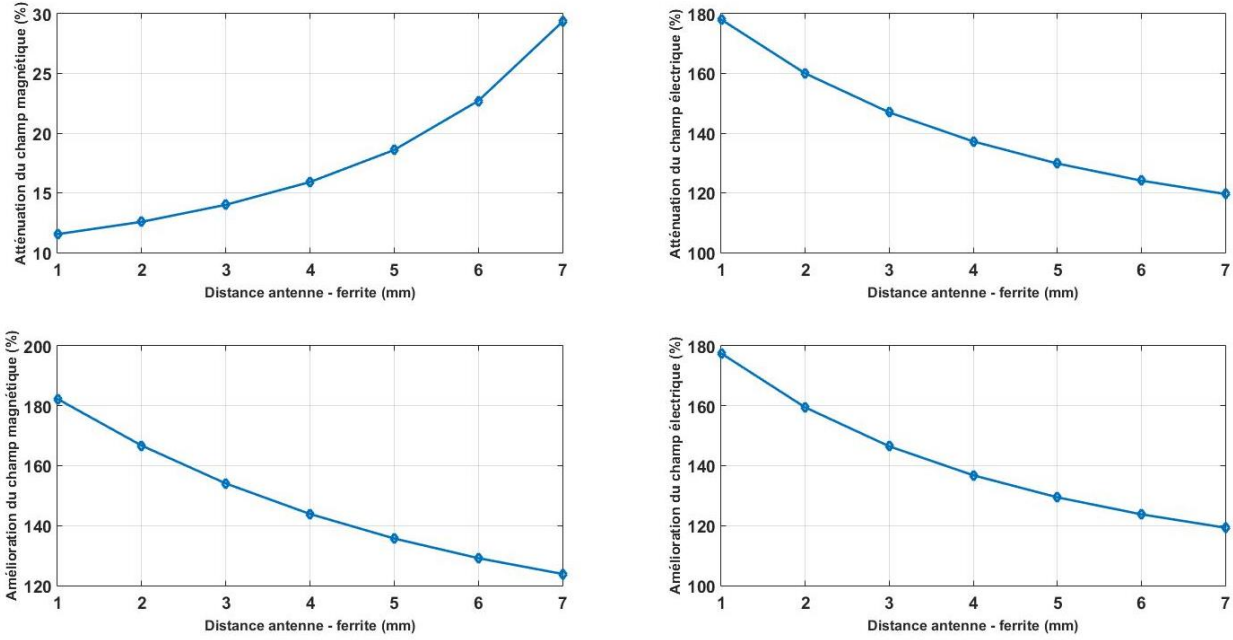 Atténuation du champ magnétique (%)
30
25
20
15
10
1 2 3 4 5 6 7
Distance antenne - ferrite (mm)
Atténuation du champ électrique (%)
180
160
140
120
100
1 2 3 4 5 6 7
Distance antenne - ferrite (mm)
Amélioration du champ magnétique (%)
200
180
160
140
120
1 2 3 4 5 6 7
Distance antenne - ferrite (mm)
Amélioration du champ électrique (%)
180
160
140
120
100
1 2 3 4 5 6 7
Distance antenne - ferrite (mm)